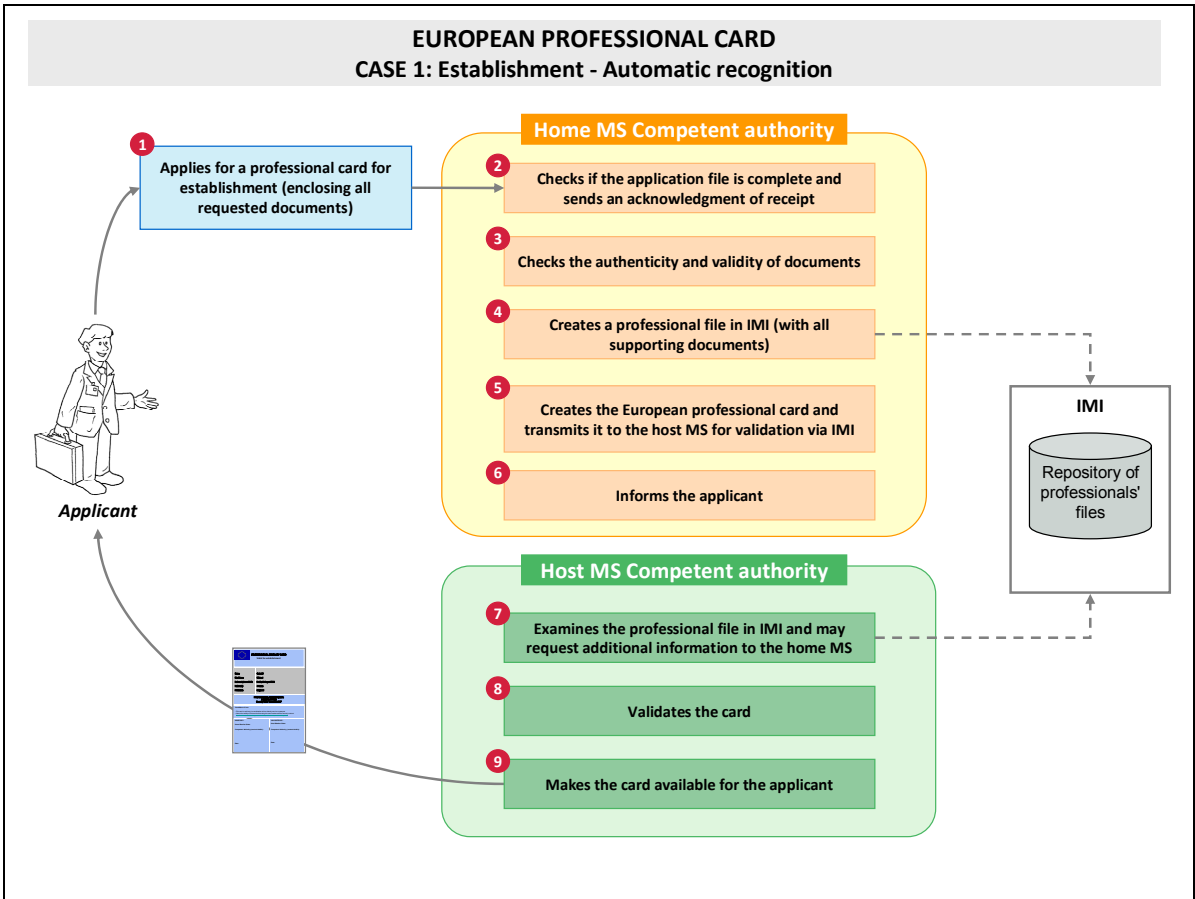 EUROPEAN PROFESSIONAL CARD
CASE 1: Establishment - Automatic recognition
1
Applies for a professional card for
establishment (enclosing all
requested documents)
Home MS Competent authority
2
Checks if the application file is complete and
sends an acknowledgment of receipt
3
Checks the authenticity and validity of documents
4
Creates a professional file in IMI (with all
supporting documents)
5
Creates the European professional card and
transmits it to the host MS for validation via IMI
6
Informs the applicant
Applicant
IMI
Repository of
professionals'
files
Host MS Competent authority
7
Examines the professional file in IMI and may
request additional information to the home MS
8
Validates the card
9
Makes the card available for the applicant